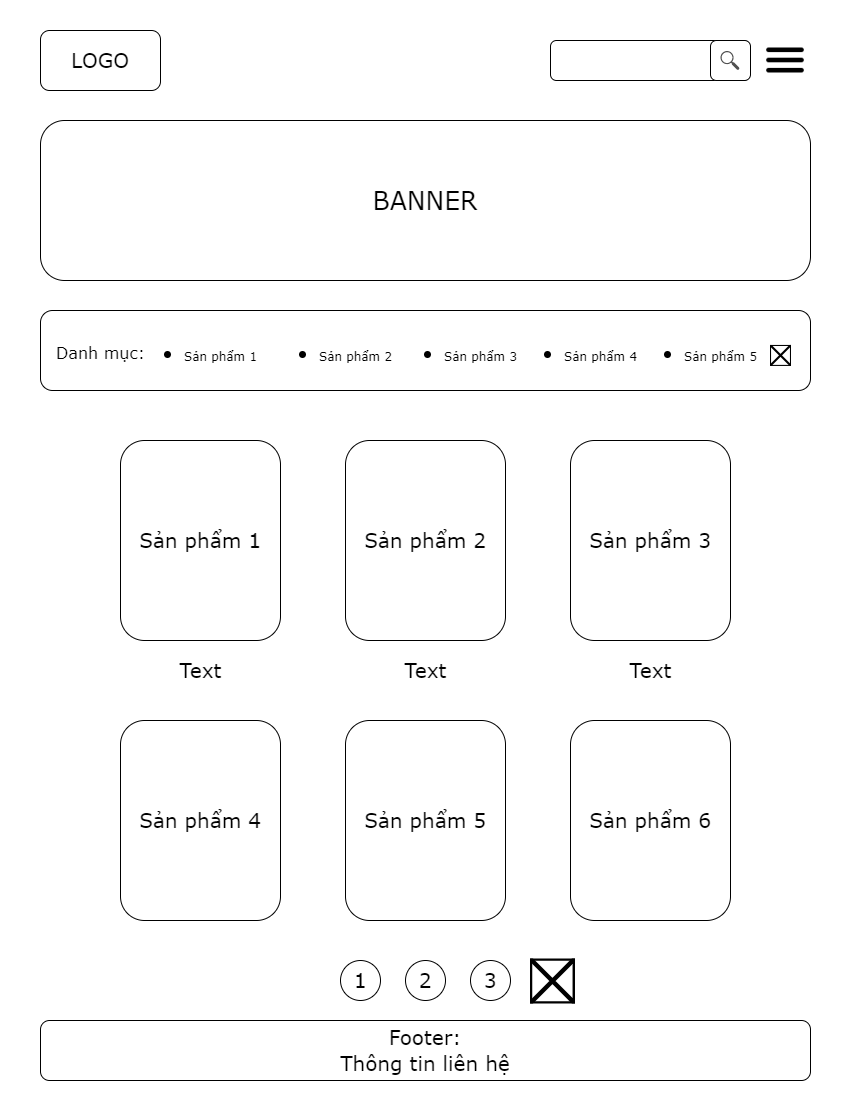 LOGO
BANNER
Danh mục:
Sản phẩm 1
Sản phẩm 2
Sản phẩm 3
Sản phẩm 4
Sản phẩm 5
Sản phẩm 1
Sản phẩm 2
Sản phẩm 3
Text
Text
Text
Sản phẩm 4
Sản phẩm 5
Sản phẩm 6
1
2
3
Footer:
Thông tin liên hệ